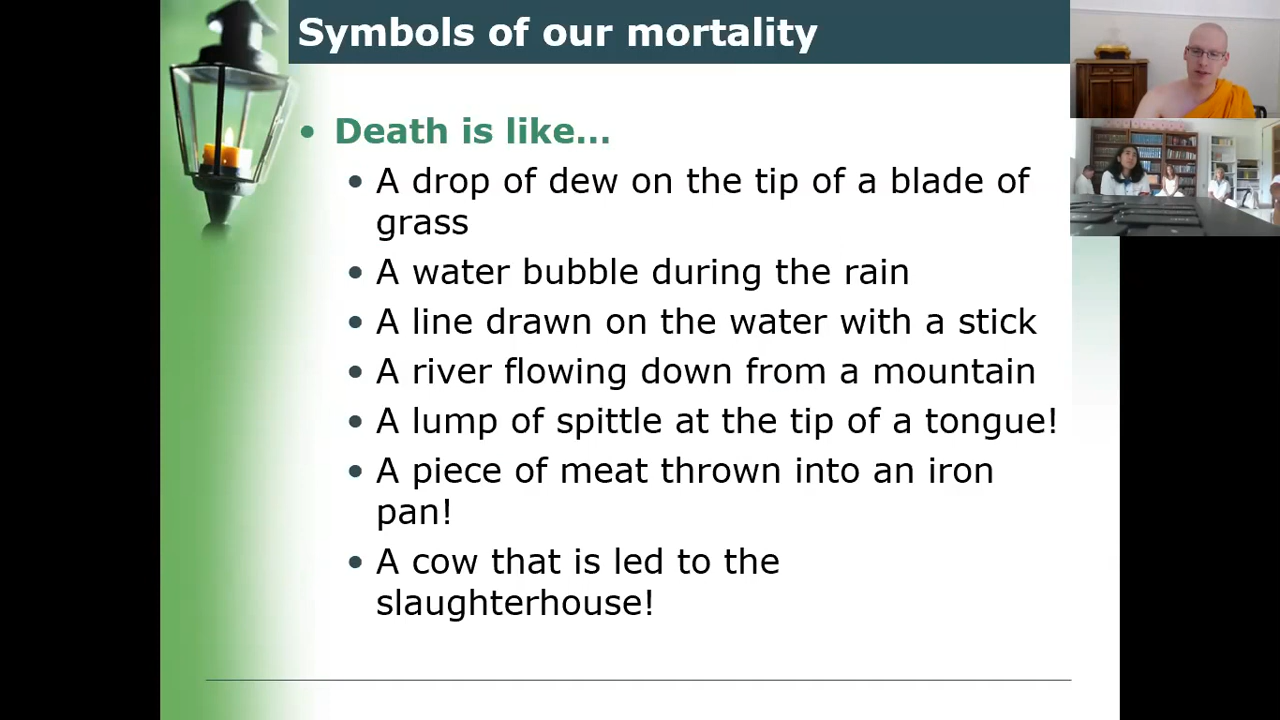 Symbols of our mortality
• Death is like...
• A drop of dew on the tip of a blade of
grass
• A water bubble during the rain
• A line drawn on the water with a stick
• A river flowing down from a mountain
• A lump of spittle at the tip of a tongue!
• A piece of meat thrown into an iron
pan!
• A cow that is led to the
slaughterhouse!